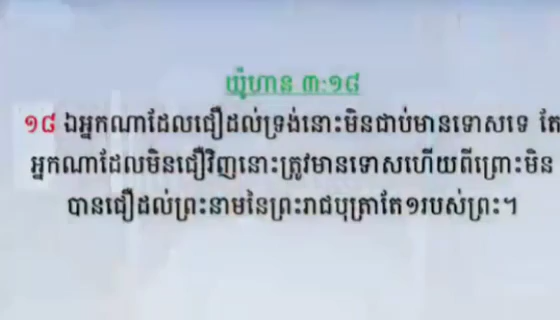 យ៉ូហាន ៣:១៨
១៨ ឯអ្នកណាដែលជឿដល់ទ្រង់នោះមិនជាប់មានទោសទេ តែ
អ្នកណាដែលមិនជឿវិញនោះត្រូវមានទោសហើយពីព្រោះមិន
បានជឿដល់ព្រះនាមនៃព្រះរាជបុត្រាតែ១របស់ព្រះ។